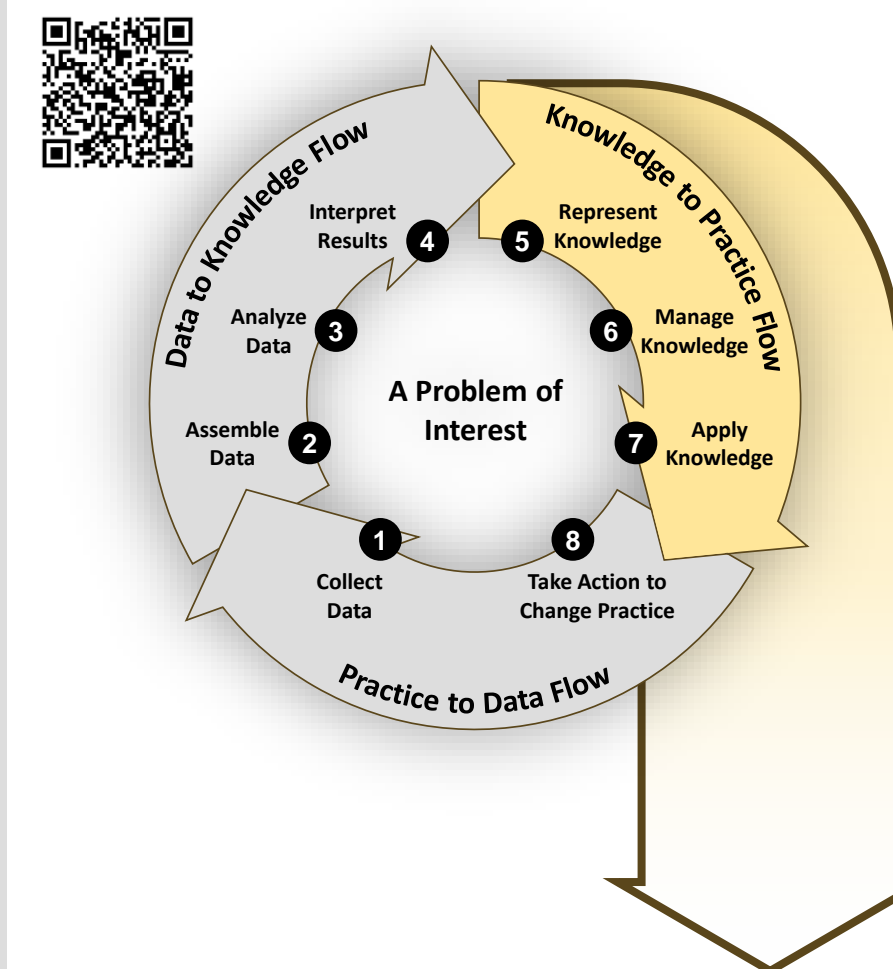 Data to Knowledge Flow
Knowledge to Practice Flow
Interpret
Results
4
5
Represent
Knowledge
Analyze
Data
3
6
Manage
Knowledge
A Problem of
Interest
Assemble
Data
2
7
Apply
Knowledge
1
Collect
Data
8
Take Action to
Change Practice
Practice to Data Flow